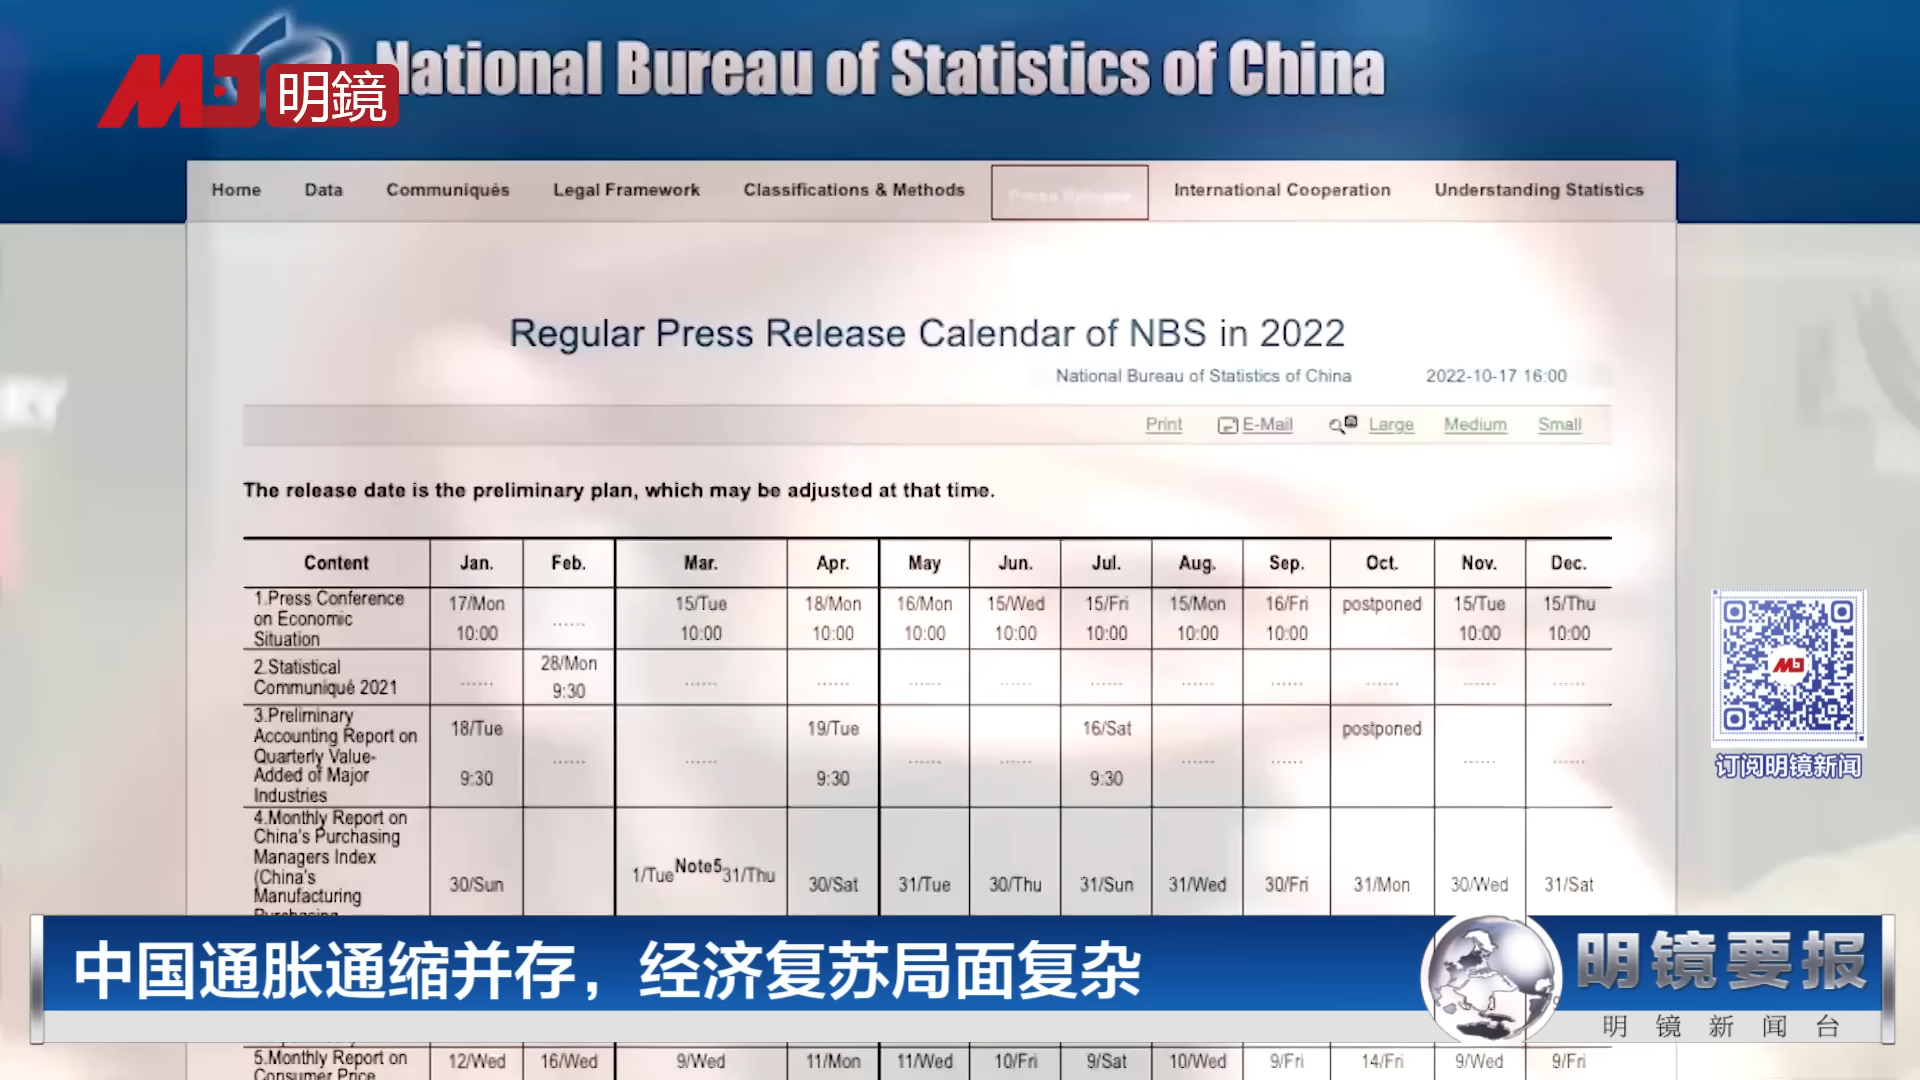 National Bureau of Statistics of China
明鏡
Home Data Communiqués Legal Framework Classifications & Methods Press Release International Cooperation Understanding Statistics
Regular Press Release Calendar of NBS in 2022
National Bureau of Statistics of China 2022-10-17 16:00
Print E-Mail Large Medium Small
The release date is the preliminary plan, which may be adjusted at that time.
Content Jan. Feb. Mar. Apr. May Jun. Jul. Aug. Sep. Oct. Nov. Dec.
1.Press Conference
on Economic
Situation
17/Mon
10:00
......
15/Tue
10:00
18/Mon
10:00
16/Mon
10:00
15/Wed
10:00
15/Fri
10:00
15/Mon
10:00
16/Fri
10:00
postponed
15/Tue
10:00
15/Thu
10:00
2.Statistical
Communiqué 2021
......
28/Mon
9:30
...... ...... ...... ...... ...... ...... ...... ...... ...... ......
3.Preliminary
Accounting Report on
Quarterly Value-
Added of Major
Industries
18/Tue
9:30
......
......
19/Tue
9:30
......
......
16/Sat
9:30
......
......
postponed
......
......
4.Monthly Report on
China's Purchasing
Managers Index
(China's
Manufacturing
Purchasing
30/Sun 1/Tue Note5 31/Thu 30/Sat 31/Tue 30/Thu 31/Sun 31/Wed 30/Fri 31/Mon 30/Wed 31/Sat
5.Monthly Report on
Consumer Price
12/Wed 16/Wed 9/Wed 11/Mon 11/Wed 10/Fri 9/Sat 10/Wed 9/Fri 14/Fri 9/Wed 9/Fri
RY
MJ
订阅明镜新闻
中国通胀通缩并存，经济复苏局面复杂
明镜要报
明镜新闻台